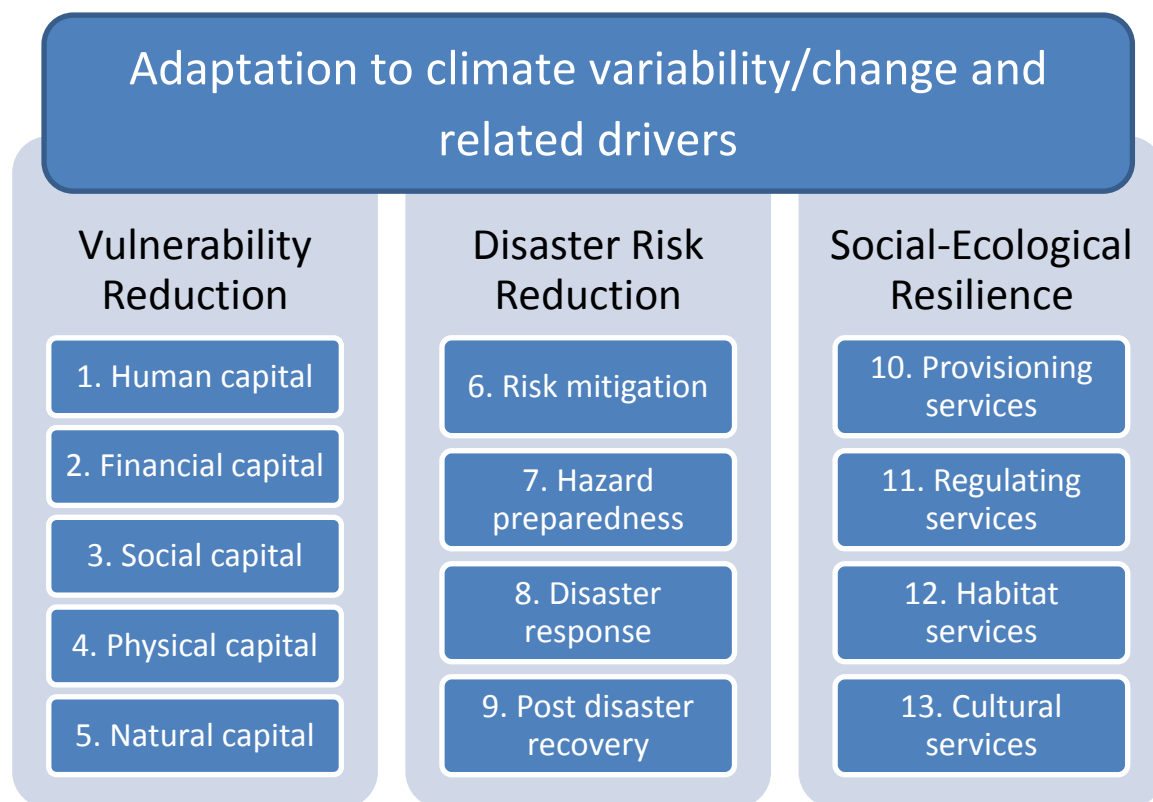 Adaptation to climate variability/change and
related drivers
Vulnerability
Reduction
1. Human capital
2. Financial capital
3. Social capital
4. Physical capital
5. Natural capital
Disaster Risk
Reduction
6. Risk mitigation
7. Hazard
preparedness
8. Disaster
response
9. Post disaster
recovery
Social-Ecological
Resilience
10. Provisioning
services
11. Regulating
services
12. Habitat
services
13. Cultural
services